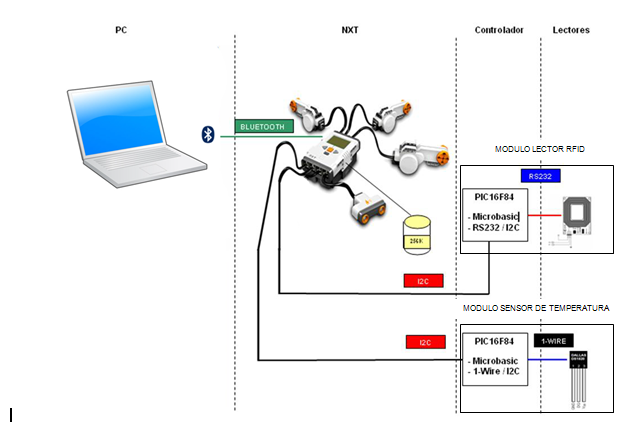 PC
NXT
Controlador
Lectores
BLUETOOTH
MODULO LECTOR RFID
RS232
PIC16F84
- Microbasic
- RS232 / I2C
256K
I2C
MODULO SENSOR DE TEMPERATURA
I2C
PIC16F84
1-WIRE
- Microbasic
- 1-Wire / I2C
DALLAS